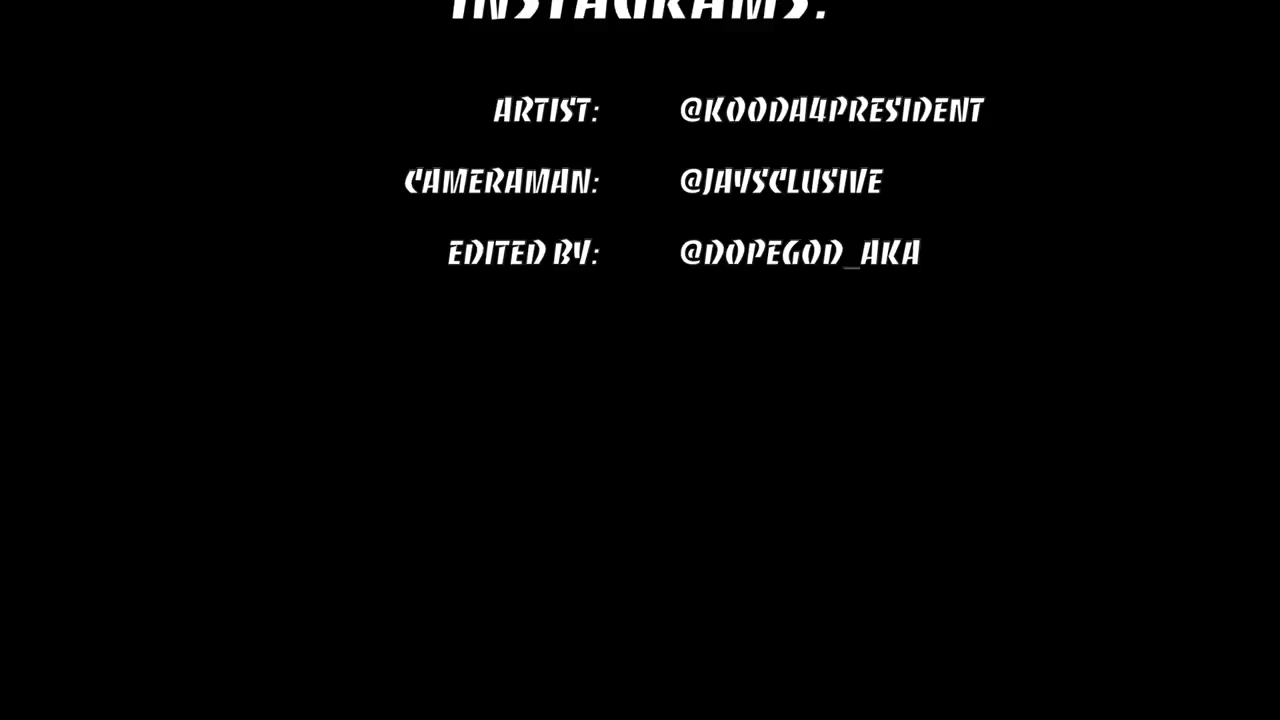 INSTAGRAMS:
ARTIST: @KOODA4PRESIDENT
CAMERAMAN: @JAYSCLUSIVE
EDITED BY: @DOPEGOD_AKA